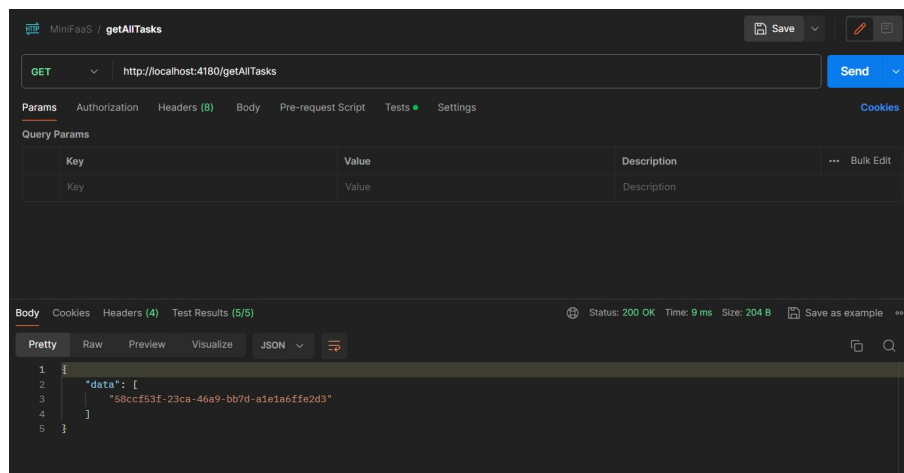 HTTP MiniFaaS / getAllTasks Save
GET http://localhost:4180/getAllTasks Send
Params Authorization Headers (8) Body Pre-request Script Tests Settings Cookies
Query Params
Key Value Description Bulk Edit
Key Value Description
Body Cookies Headers (4) Test Results (5/5) Status: 200 OK Time: 9 ms Size: 204 B Save as example
Pretty Raw Preview Visualize JSON
1 {
2 "data": [
3 "58ccf53f-23ca-46a9-bb7d-a1e1a6ffe2d3"
4 ]
5 }